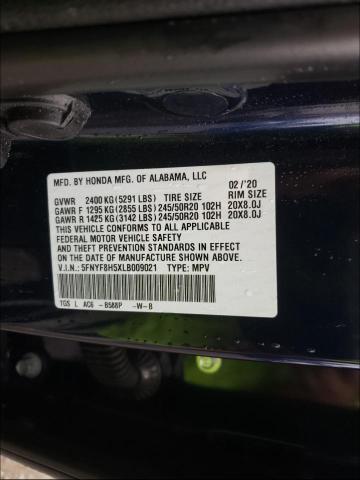 MFD. BY HONDA MFG. OF ALABAMA, LLC 02 /'20
GVWR 2400 KG (5291 LBS) TIRE SIZE RIM SIZE
GAWR F 1295 KG (2855 LBS) 245/50R20 102H 20X8.0J
GAWR R 1425 KG (3142 LBS) 245/50R20 102H 20X8.0J
THIS VEHICLE CONFORMS TO ALL APPLICABLE
FEDERAL MOTOR VEHICLE SAFETY
AND THEFT PREVENTION STANDARDS IN EFFECT
ON THE DATE OF MANUFACTURE SHOWN ABOVE.
V.I.N.: 5FNYF8H5XLB009021 TYPE: MPV
TGS L AC6 -B588P -W-B